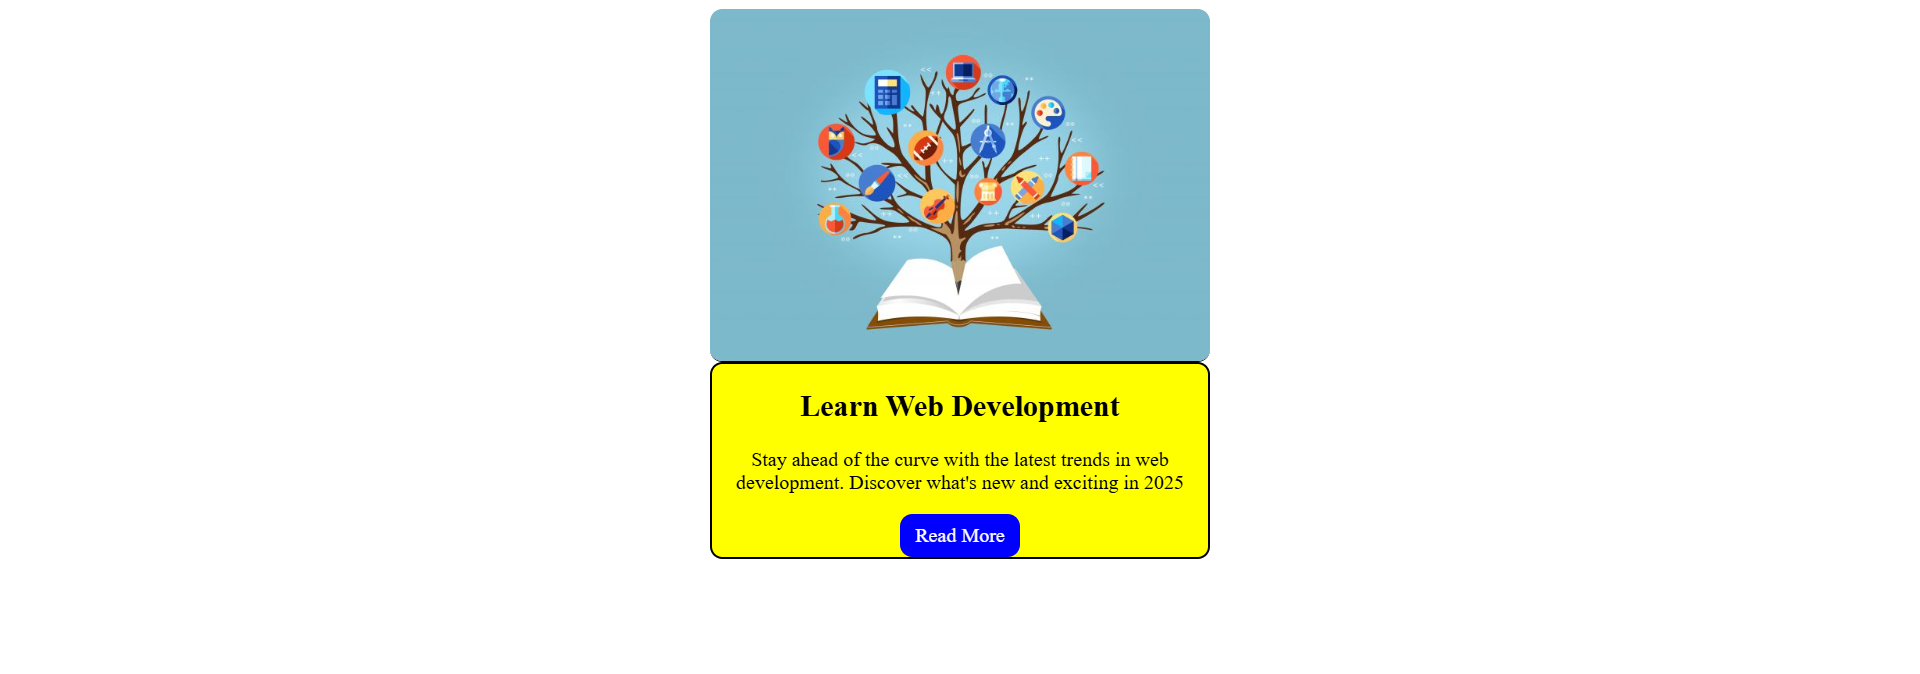 Learn Web Development
Stay ahead of the curve with the latest trends in web
development. Discover what's new and exciting in 2025
Read More